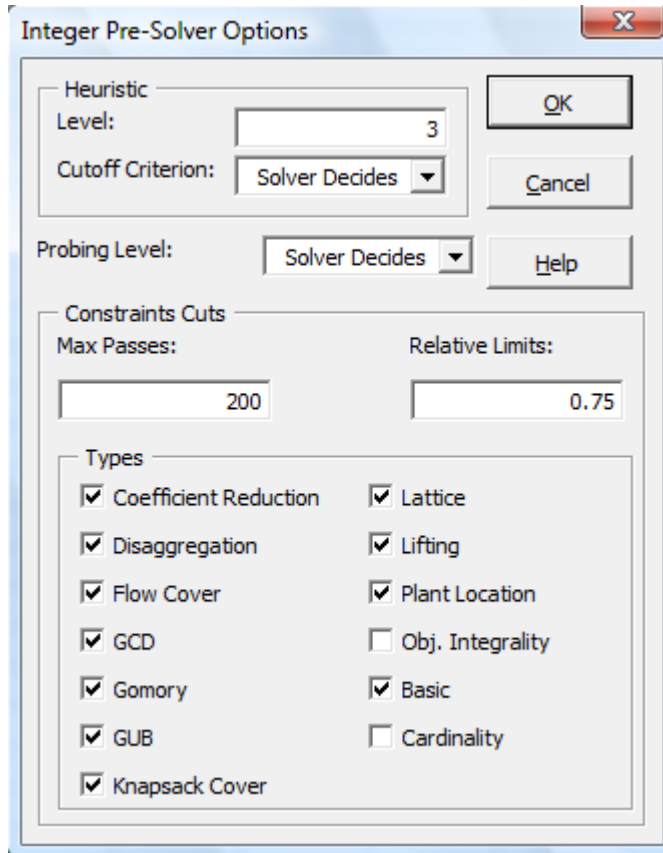 Integer Pre-Solver Options
Heuristic
Level:
3
OK
Cutoff Criterion:
Solver Decides
Cancel
Probing Level:
Solver Decides
Help
Constraints Cuts
Max Passes:
Relative Limits:
200
0.75
Types
Coefficient Reduction
Lattice
Disaggregation
Lifting
Flow Cover
Plant Location
GCD
Obj. Integrality
Gomory
Basic
GUB
Cardinality
Knapsack Cover